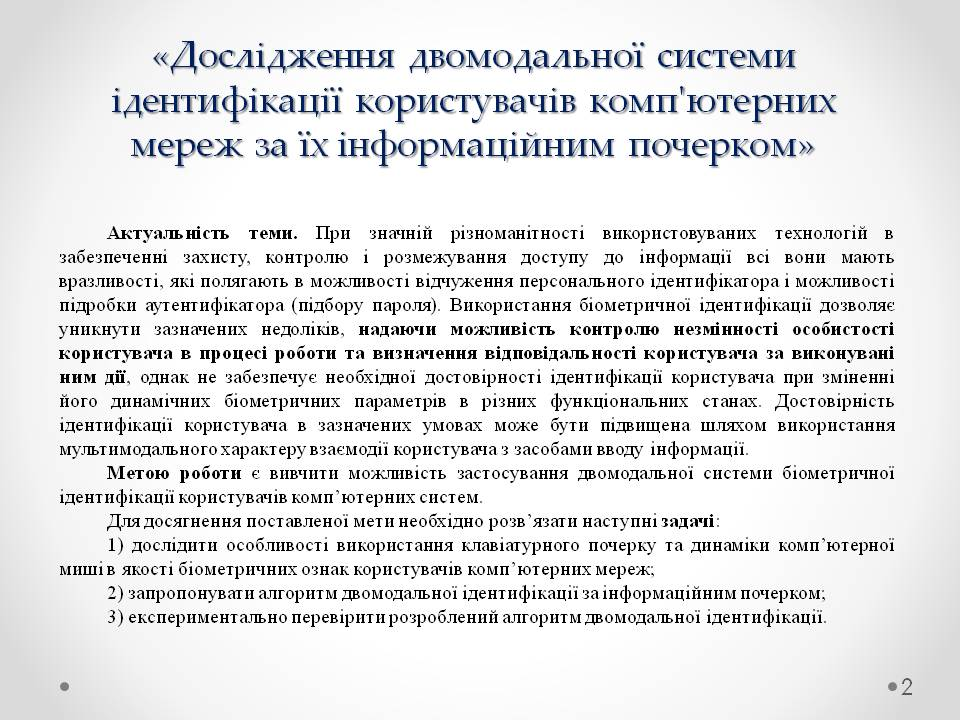 «Дослідження двомодальної системи
ідентифікації користувачів комп'ютерних
мереж за їх інформаційним почерком»
Актуальність теми. При значній різноманітності використовуваних технологій в
забезпеченні захисту, контролю і розмежування доступу до інформації всі вони мають
вразливості, які полягають в можливості відчуження персонального ідентифікатора і можливості
підробки аутентифікатора (підбору пароля). Використання біометричної ідентифікації дозволяє
уникнути зазначених недоліків, надаючи можливість контролю незмінності особистості
користувача в процесі роботи та визначення відповідальності користувача за виконувані
ним дії, однак не забезпечує необхідної достовірності ідентифікації користувача при зміненні
його динамічних біометричних параметрів в різних функціональних станах. Достовірність
ідентифікації користувача в зазначених умовах може бути підвищена шляхом використання
мультимодального характеру взаємодії користувача з засобами вводу інформації.
Метою роботи є вивчити можливість застосування двомодальної системи біометричної
ідентифікації користувачів комп’ютерних систем.
Для досягнення поставленої мети необхідно розв’язати наступні задачі:
1) дослідити особливості використання клавіатурного почерку та динаміки комп’ютерної
миші в якості біометричних ознак користувачів комп’ютерних мереж;
2) запропонувати алгоритм двомодальної ідентифікації за інформаційним почерком;
3) експериментально перевірити розроблений алгоритм двомодальної ідентифікації.
2